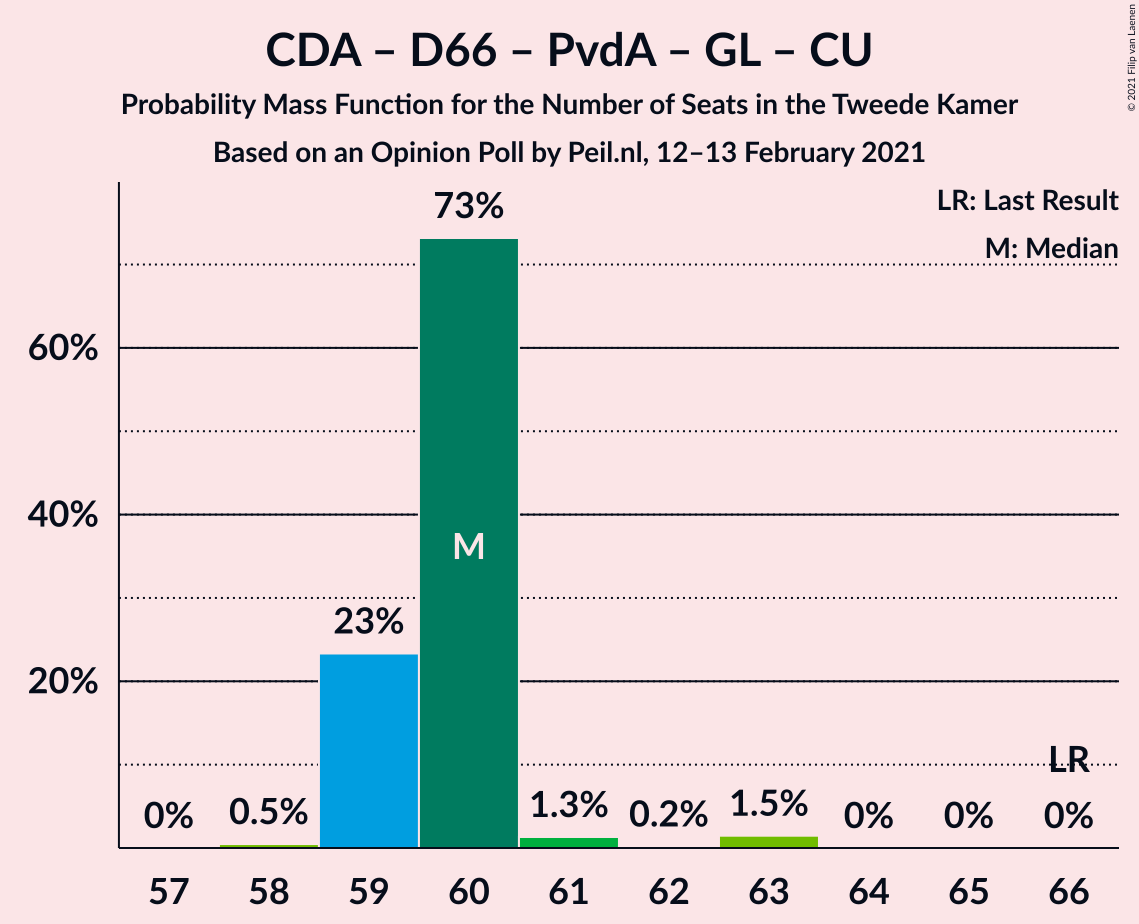 CDA – D66 – PvdA – GL – CU
Probability Mass Function for the Number of Seats in the Tweede Kamer
Based on an Opinion Poll by Peil.nl, 12–13 February 2021
© 2021 Filip van Laenen
LR: Last Result
M: Median
60%
40%
20%
0%
0.5%
23%
73%
M
1.3%
0.2%
1.5%
0%
0%
LR
0%
57 58 59 60 61 62 63 64 65 66